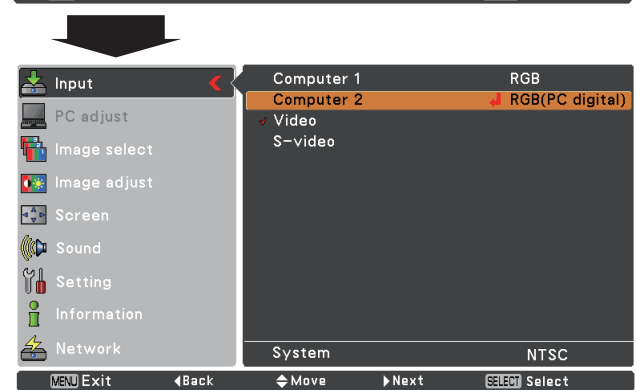 Input
PC adjust
Image select
Image adjust
Screen
Sound
Setting
Information
Network
Computer 1 RGB
Computer 2 RGB(PC digital)
Video
S-video
System NTSC
MENU Exit Back Move Next SELECT Select